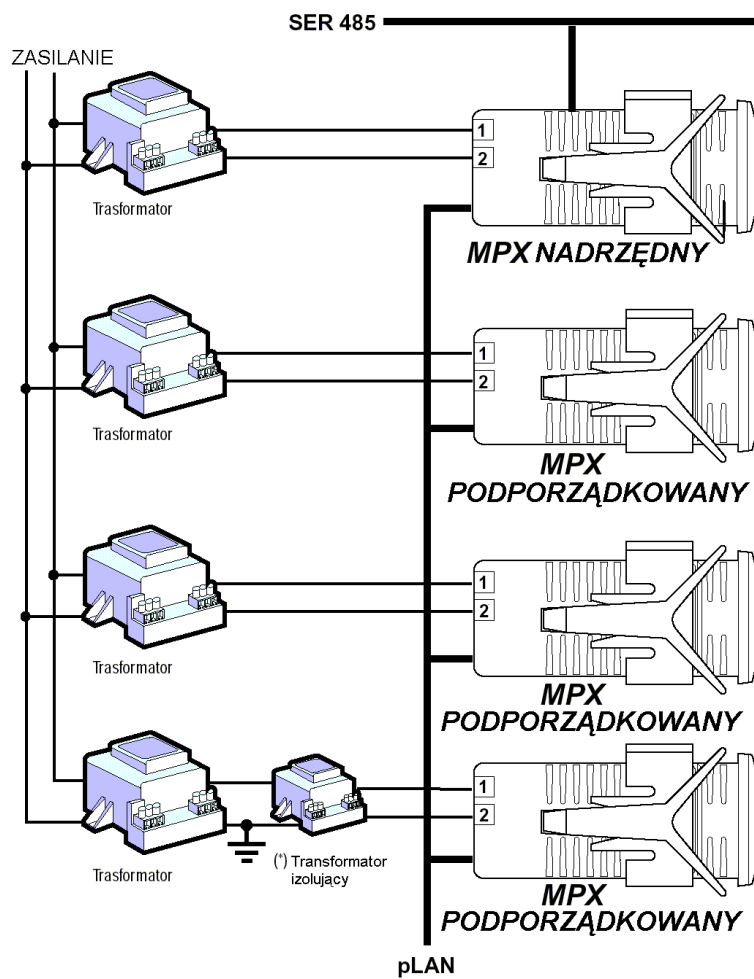 SER 485
ZASILANIE
1
2
Trasformator
MPX NADRZĘDNY
1
2
Trasformator
MPX
PODPORZĄDKOWANY
1
2
Trasformator
MPX
PODPORZĄDKOWANY
1
2
(*) Transformator
izolujący
Trasformator
MPX
PODPORZĄDKOWANY
pLAN